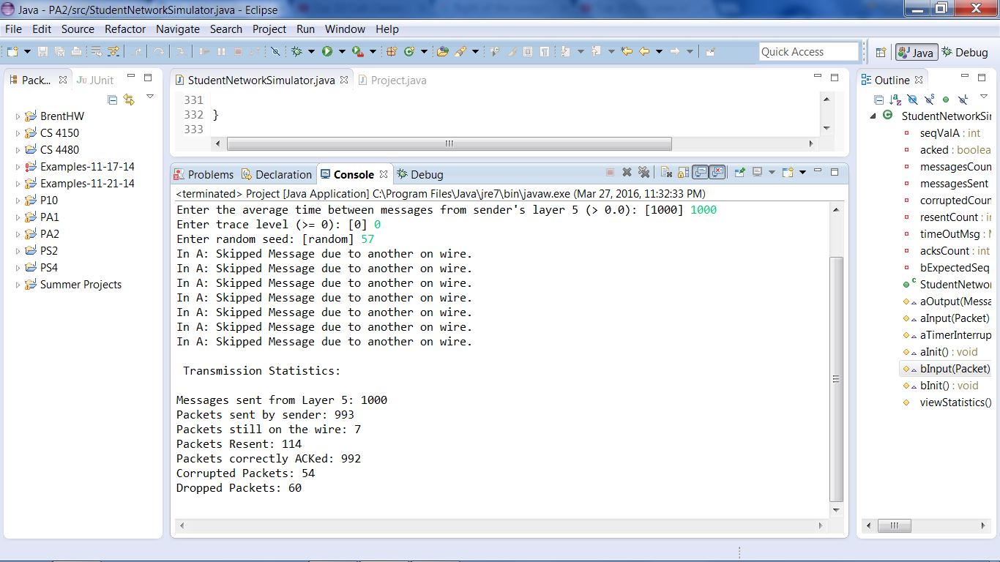 Java - PA2/src/StudentNetworkSimulator.java - Eclipse
File Edit Source Refactor Navigate Search Project Run Window Help
Quick Access
Java
Debug
Pack...
JUnit
BrentHW
CS 4150
CS 4480
Examples-11-17-14
Examples-11-21-14
P10
PA1
PA2
PS2
PS4
Summer Projects
StudentNetworkSimulator.java
Project.java
331
332 }
333
Problems Declaration Console Debug
<terminated> Project [Java Application] C:\Program Files\Java\jre7\bin\javaw.exe (Mar 27, 2016, 11:32:33 PM)
Enter the average time between messages from sender's layer 5 (> 0.0): [1000] 1000
Enter trace level (>= 0): [0] 0
Enter random seed: [random] 57
In A: Skipped Message due to another on wire.
In A: Skipped Message due to another on wire.
In A: Skipped Message due to another on wire.
In A: Skipped Message due to another on wire.
In A: Skipped Message due to another on wire.
In A: Skipped Message due to another on wire.
In A: Skipped Message due to another on wire.
Transmission Statistics:
Messages sent from Layer 5: 1000
Packets sent by sender: 993
Packets still on the wire: 7
Packets Resent: 114
Packets correctly ACKed: 992
Corrupted Packets: 54
Dropped Packets: 60
Outline
StudentNetworkSi
seqValA : int
acked : boolea
messagesCoun
messagesSent
corruptedCoun
resentCount : i
timeOutMsg :
acksCount : int
bExpectedSeq
StudentNetwor
aOutput(Messa
aInput(Packet)
aTimerInterrup
aInit() : void
bInput(Packet)
bInit() : void
viewStatistics()